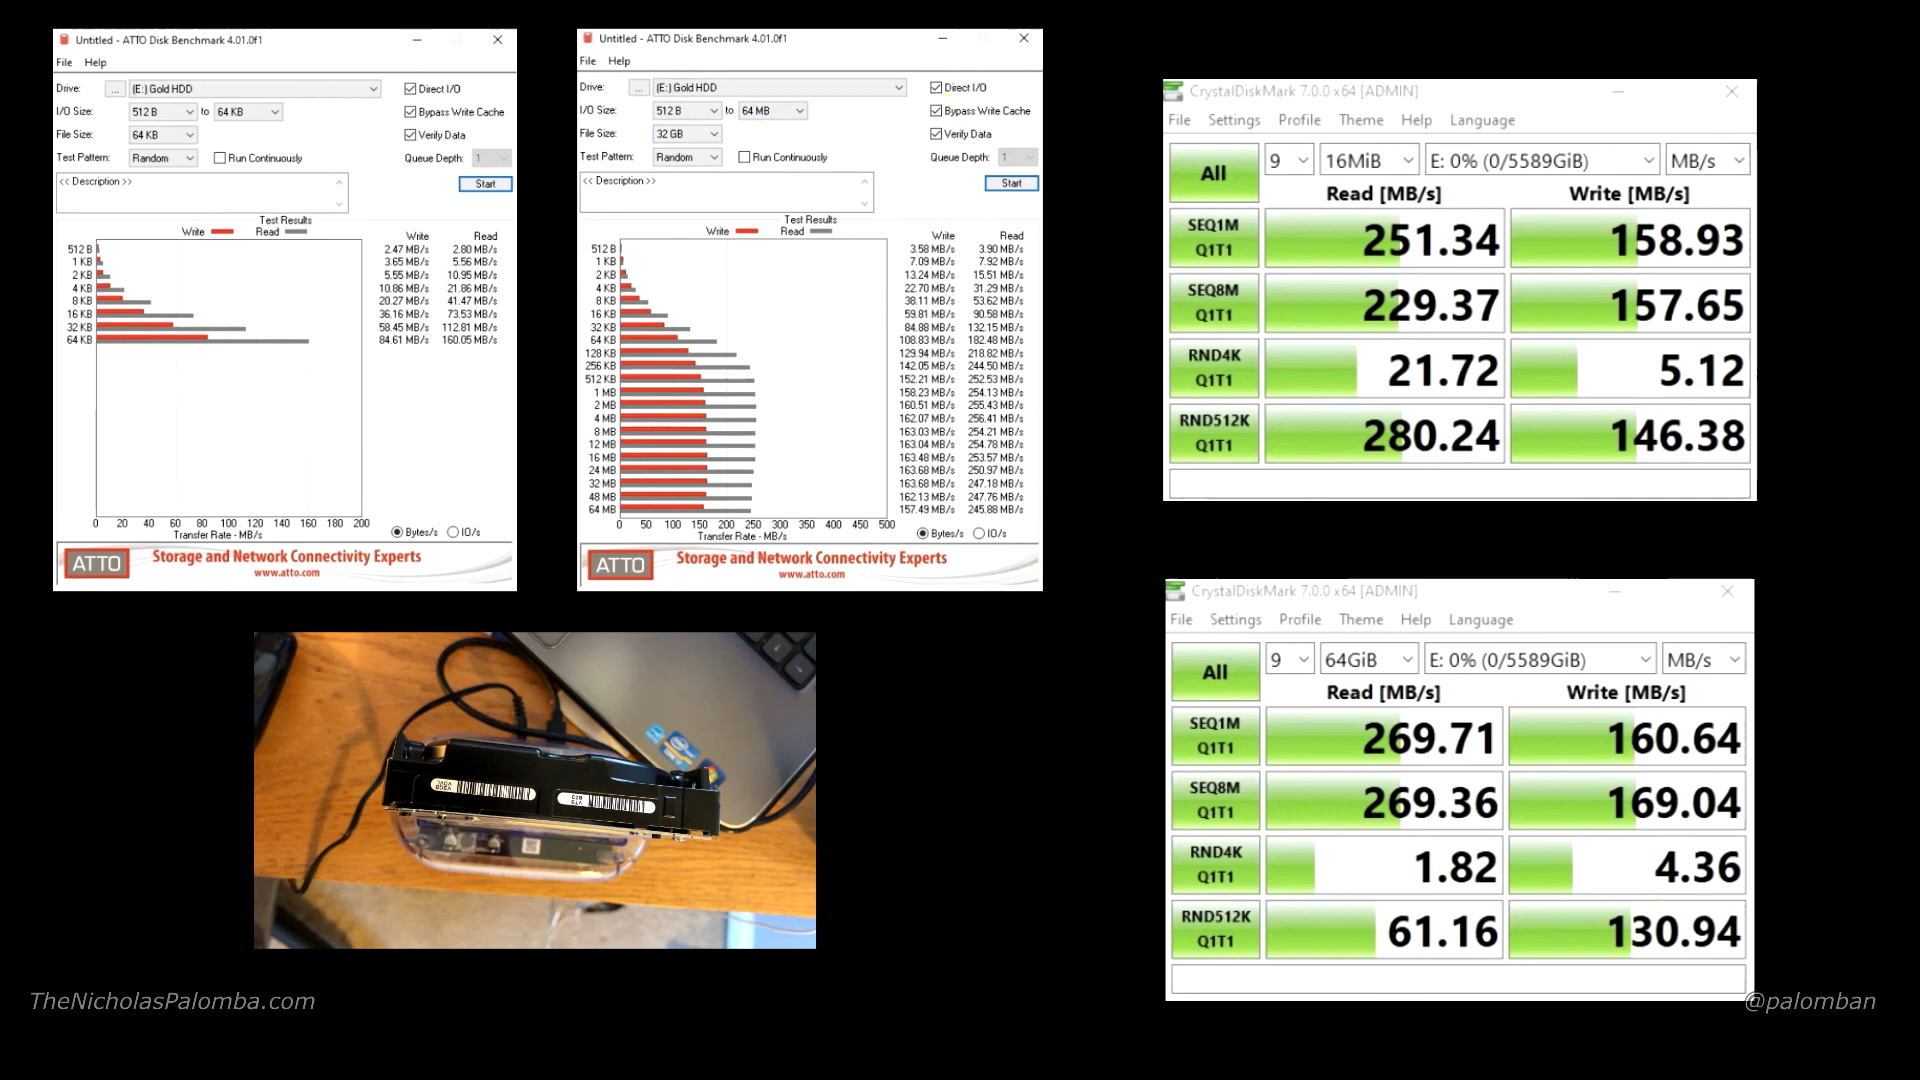 Untitled - ATTO Disk Benchmark 4.01.0f1
File Help
Drive: ... (E:) Gold HDD
Direct I/O
I/O Size: 512 B to 64 KB
Bypass Write Cache
File Size: 64 KB
Verify Data
Test Pattern: Random Run Continuously
Queue Depth: 1
<< Description >>
Start
Test Results
Write Read
Write Read
512 B 2.47 MB/s 2.80 MB/s
1 KB 3.65 MB/s 5.56 MB/s
2 KB 5.55 MB/s 10.95 MB/s
4 KB 10.86 MB/s 21.86 MB/s
8 KB 20.27 MB/s 41.47 MB/s
16 KB 36.16 MB/s 73.53 MB/s
32 KB 58.45 MB/s 112.81 MB/s
64 KB 84.61 MB/s 160.05 MB/s
0 20 40 60 80 100 120 140 160 180 200
Transfer Rate - MB/s
Bytes/s IO/s
ATTO
Storage and Network Connectivity Experts
www.atto.com
Untitled - ATTO Disk Benchmark 4.01.0f1
File Help
Drive: ... (E:) Gold HDD
Direct I/O
I/O Size: 512 B to 64 MB
Bypass Write Cache
File Size: 32 GB
Verify Data
Test Pattern: Random Run Continuously
Queue Depth: 1
<< Description >>
Start
Test Results
Write Read
Write Read
512 B 3.58 MB/s 3.90 MB/s
1 KB 7.09 MB/s 7.92 MB/s
2 KB 13.24 MB/s 15.51 MB/s
4 KB 22.70 MB/s 31.29 MB/s
8 KB 38.11 MB/s 53.62 MB/s
16 KB 59.81 MB/s 90.58 MB/s
32 KB 84.88 MB/s 132.15 MB/s
64 KB 108.83 MB/s 182.48 MB/s
128 KB 129.94 MB/s 218.82 MB/s
256 KB 142.05 MB/s 244.50 MB/s
512 KB 152.21 MB/s 252.53 MB/s
1 MB 158.23 MB/s 254.13 MB/s
2 MB 160.51 MB/s 255.43 MB/s
4 MB 162.07 MB/s 256.41 MB/s
8 MB 163.03 MB/s 254.21 MB/s
12 MB 163.04 MB/s 254.78 MB/s
16 MB 163.48 MB/s 253.57 MB/s
24 MB 163.68 MB/s 250.97 MB/s
32 MB 163.68 MB/s 247.18 MB/s
48 MB 162.13 MB/s 247.76 MB/s
64 MB 157.49 MB/s 245.88 MB/s
0 50 100 150 200 250 300 350 400 450 500
Transfer Rate - MB/s
Bytes/s IO/s
ATTO
Storage and Network Connectivity Experts
www.atto.com
CrystalDiskMark 7.0.0 x64 [ADMIN]
File Settings Profile Theme Help Language
All 9 16MiB E: 0% (0/5589GiB) MB/s
Read [MB/s] Write [MB/s]
SEQ1M Q1T1 251.34 158.93
SEQ8M Q1T1 229.37 157.65
RND4K Q1T1 21.72 5.12
RND512K Q1T1 280.24 146.38
CrystalDiskMark 7.0.0 x64 [ADMIN]
File Settings Profile Theme Help Language
All 9 64GiB E: 0% (0/5589GiB) MB/s
Read [MB/s] Write [MB/s]
SEQ1M Q1T1 269.71 160.64
SEQ8M Q1T1 269.36 169.04
RND4K Q1T1 1.82 4.36
RND512K Q1T1 61.16 130.94
TheNicholasPalomba.com
@palomban